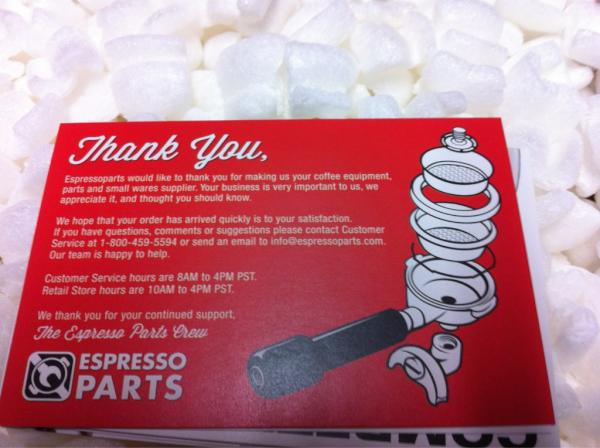 Thank You,
Espressoparts would like to thank you for making us your coffee equipment,
parts and small wares supplier. Your business is very important to us, we
appreciate it, and thought you should know.
We hope that your order has arrived quickly is to your satisfaction.
If you have questions, comments or suggestions please contact Customer
Service at 1-800-459-5594 or send an email to info@espressoparts.com.
Our team is happy to help.
Customer Service hours are 8AM to 4PM PST.
Retail Store hours are 10AM to 4PM PST.
We thank you for your continued support,
The Espresso Parts Crew
ESPRESSO
PARTS